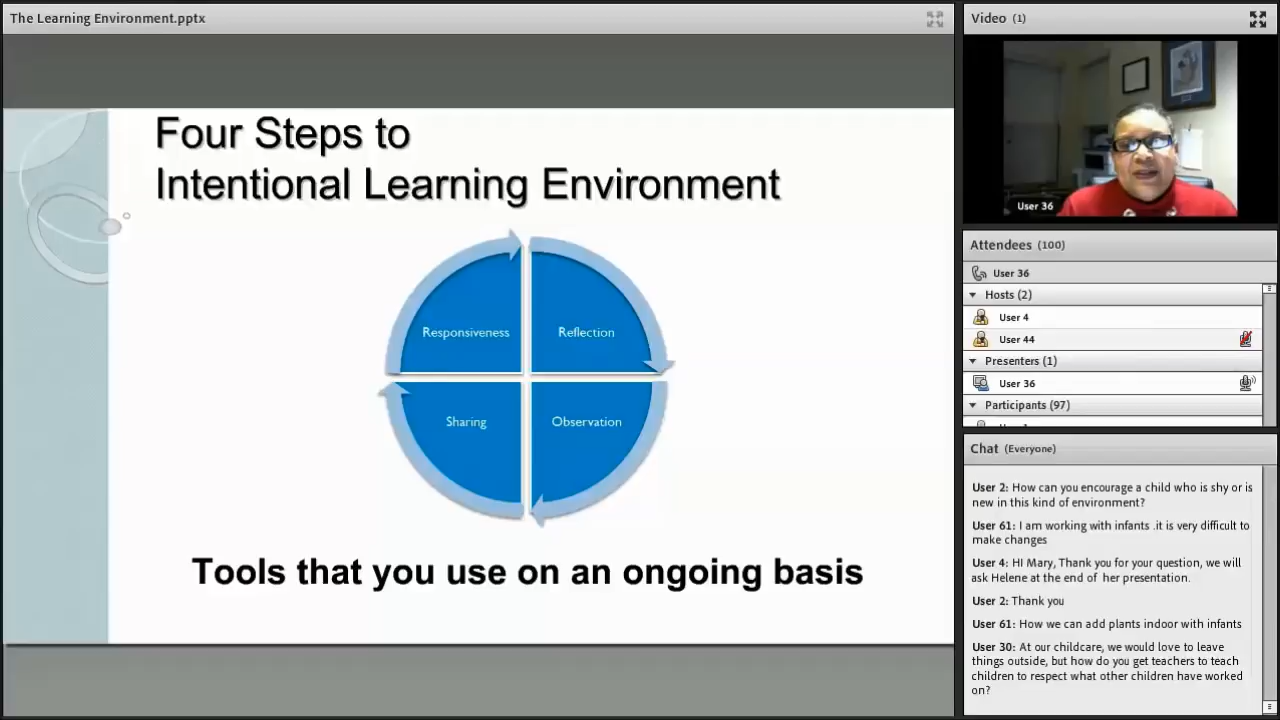 The Learning Environment.pptx
Four Steps to
Intentional Learning Environment
Responsiveness
Reflection
Sharing
Observation
Tools that you use on an ongoing basis
Video (1)
User 36
Attendees (100)
User 36
Hosts (2)
User 4
User 44
Presenters (1)
User 36
Participants (97)
Chat (Everyone)
User 2: How can you encourage a child who is shy or is
new in this kind of environment?
User 61: I am working with infants .it is very difficult to
make changes
User 4: HI Mary, Thank you for your question, we will
ask Helene at the end of her presentation.
User 2: Thank you
User 61: How we can add plants indoor with infants
User 30: At our childcare, we would love to leave
things outside, but how do you get teachers to teach
children to respect what other children have worked
on?